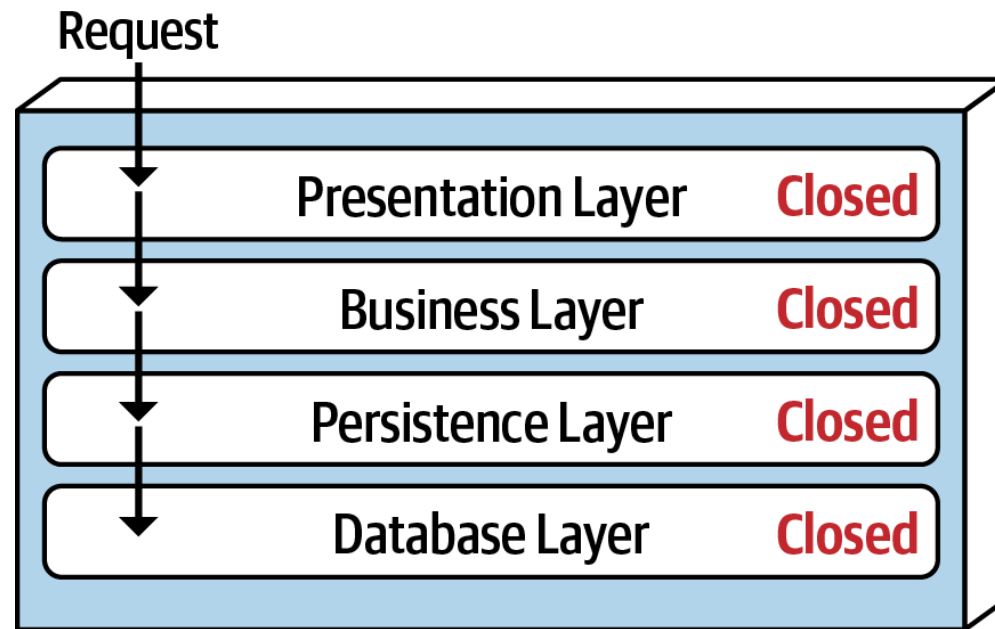 Request
Presentation Layer Closed
Business Layer Closed
Persistence Layer Closed
Database Layer Closed